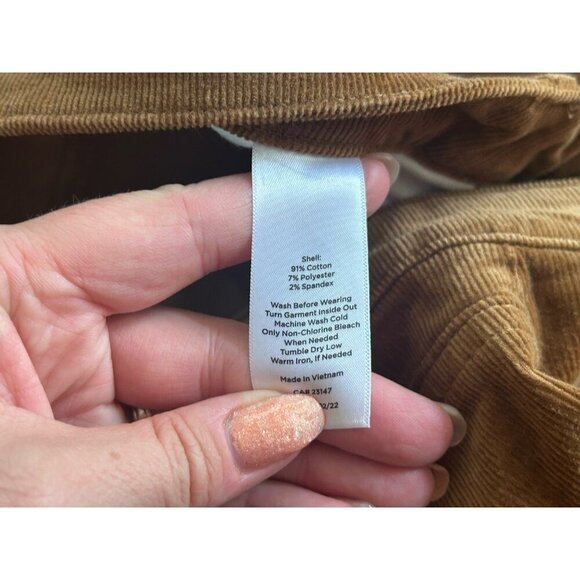 Shell:
91% Cotton
7% Polyester
2% Spandex
Wash Before Wearing
Turn Garment inside Out
Machine Wash Cold
Only Non-Chlorine Bleach
When Needed
Tumble Dry Low
Warm Iron, If Needed
Made in Vietnam
23147
/22